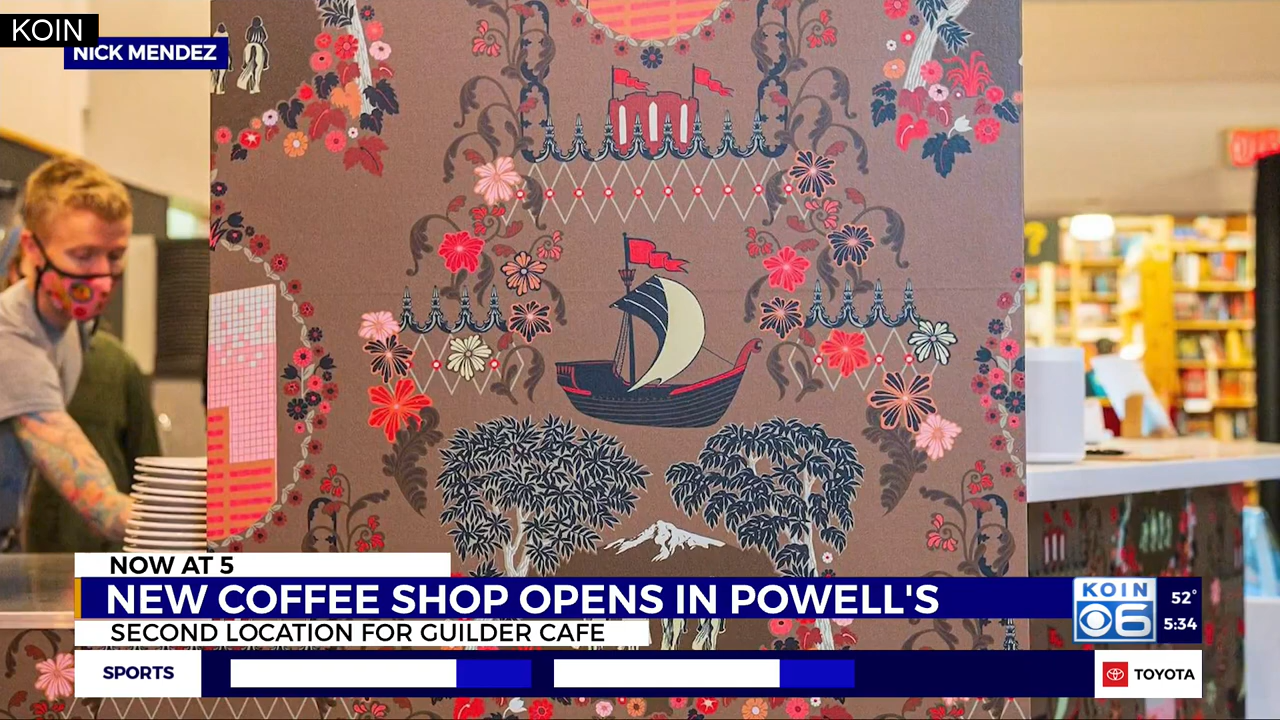 KOIN
NICK MENDEZ
NOW AT 5
NEW COFFEE SHOP OPENS IN POWELL'S
SECOND LOCATION FOR GUILDER CAFE
KOIN
6
52°
5:34
SPORTS
TOYOTA